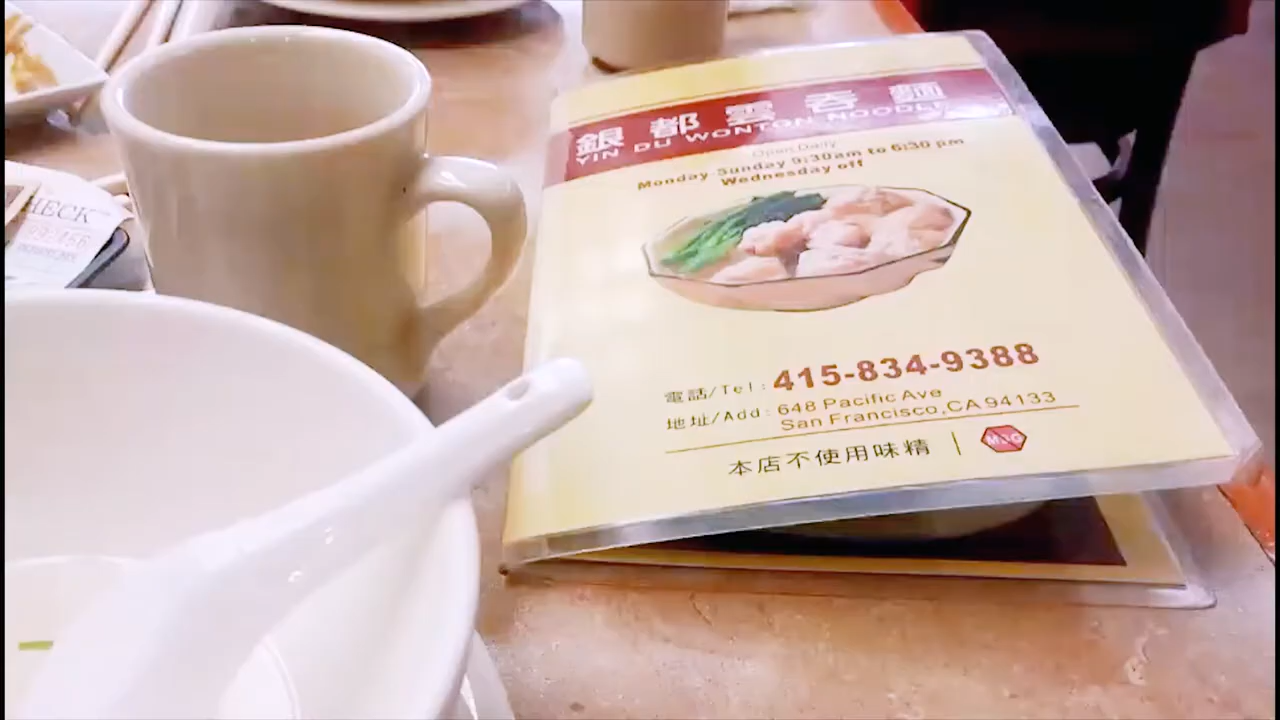 銀都雲吞麵
YIN DU WONTON NOODLE
Open Daily
Monday-Sunday 9:30am to 6:30 pm
Wednesday off
電話/Tel: 415-834-9388
地址/Add: 648 Pacific Ave
San Francisco, CA 94133
本店不使用味精 | MSG
HECK